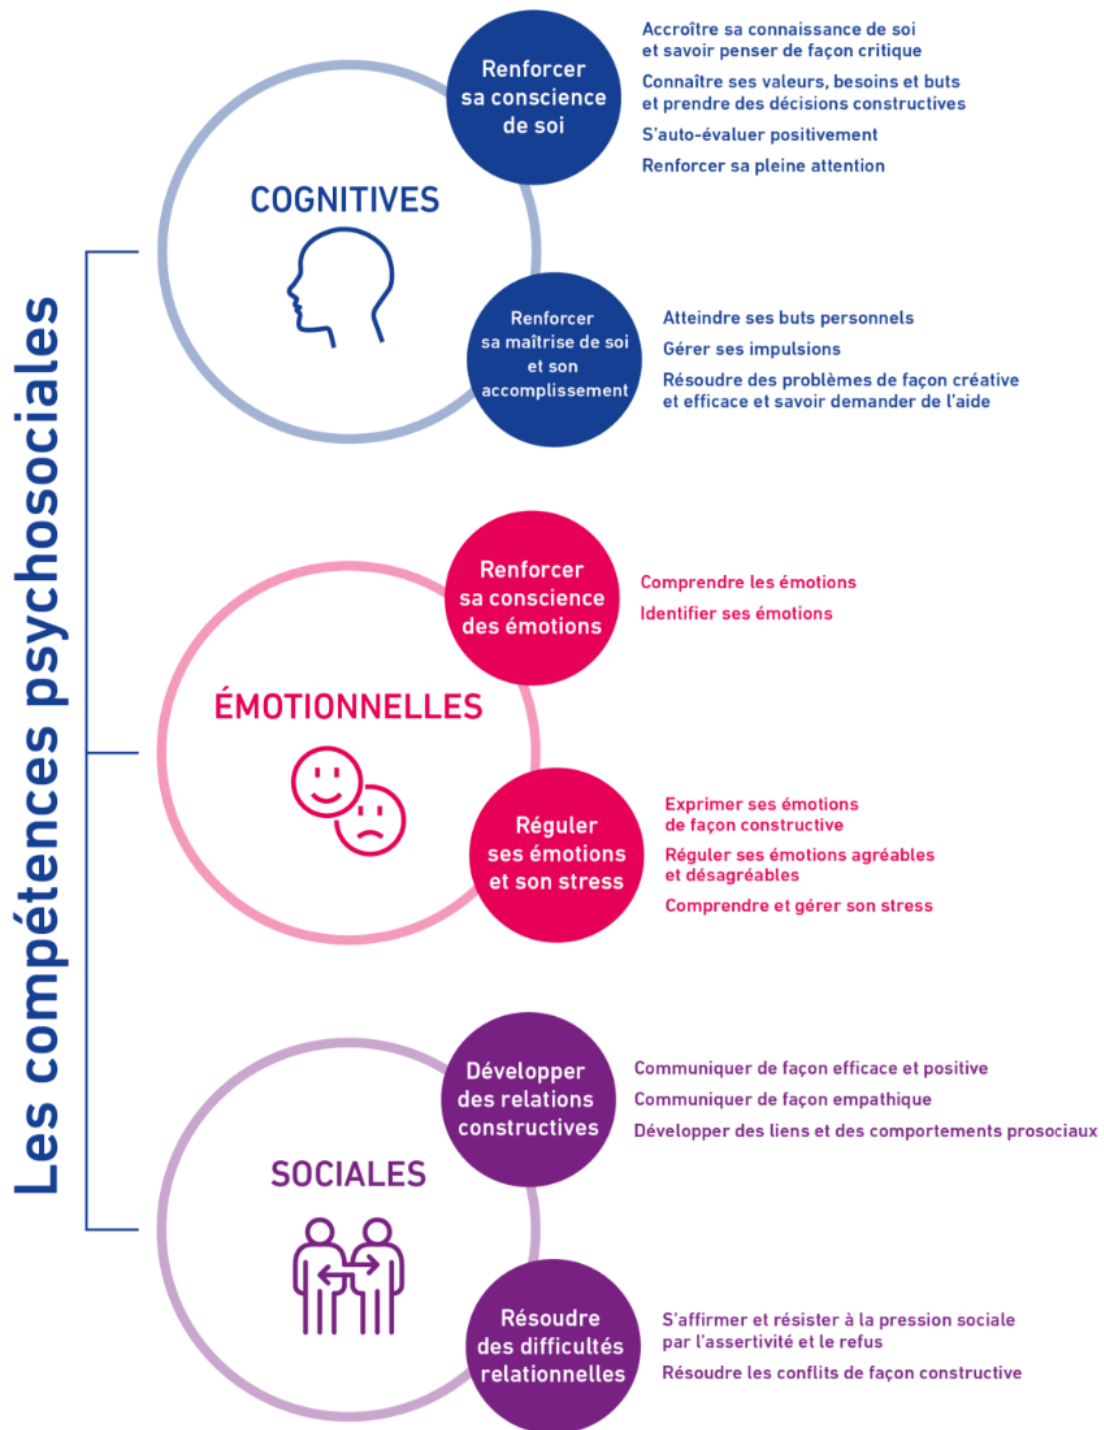 Les compétences psychosociales
COGNITIVES
Renforcer
sa conscience
de soi
Accroître sa connaissance de soi
et savoir penser de façon critique
Connaître ses valeurs, besoins et buts
et prendre des décisions constructives
S'auto-évaluer positivement
Renforcer sa pleine attention
Renforcer
sa maîtrise de soi
et son
accomplissement
Atteindre ses buts personnels
Gérer ses impulsions
Résoudre des problèmes de façon créative
et efficace et savoir demander de l'aide
ÉMOTIONNELLES
Renforcer
sa conscience
des émotions
Comprendre les émotions
Identifier ses émotions
Réguler
ses émotions
et son stress
Exprimer ses émotions
de façon constructive
Réguler ses émotions agréables
et désagréables
Comprendre et gérer son stress
SOCIALES
Développer
des relations
constructives
Communiquer de façon efficace et positive
Communiquer de façon empathique
Développer des liens et des comportements prosociaux
Résoudre
des difficultés
relationnelles
S'affirmer et résister à la pression sociale
par l'assertivité et le refus
Résoudre les conflits de façon constructive